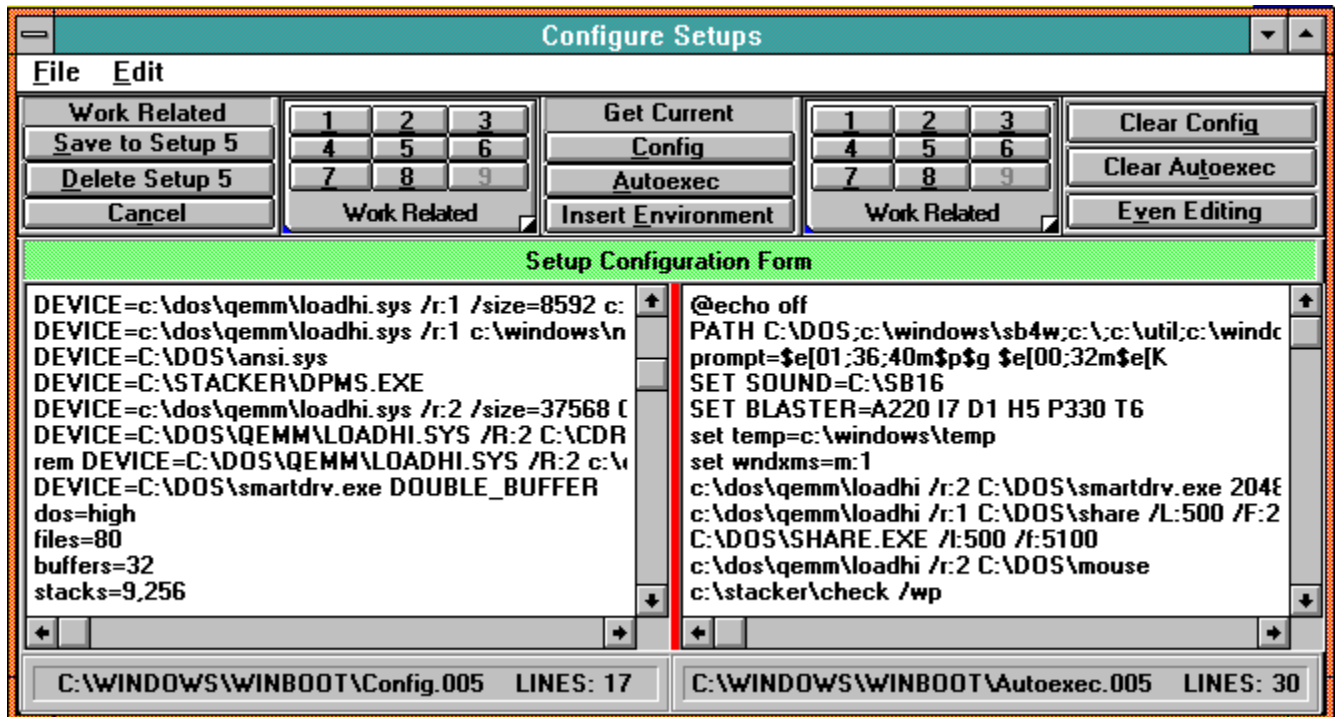 Configure Setups
File Edit
Work Related
Save to Setup 5
Delete Setup 5
Cancel
1 2 3
4 5 6
7 8 9
Work Related
Get Current
Config
Autoexec
Insert Environment
1 2 3
4 5 6
7 8 9
Work Related
Clear Config
Clear Autoexec
Even Editing
Setup Configuration Form
DEVICE=c:\dos\qemm\loadhi.sys /r:1 /size=8592 c:
DEVICE=c:\dos\qemm\loadhi.sys /r:1 c:\windows\n
DEVICE=C:\DOS\ansi.sys
DEVICE=C:\STACKER\DPMS.EXE
DEVICE=c:\dos\qemm\loadhi.sys /r:2 /size=37568
DEVICE=C:\DOS\QEMM\LOADHI.SYS /R:2 C:\CDR
rem DEVICE=C:\DOS\QEMM\LOADHI.SYS /R:2 c:\
DEVICE=C:\DOS\smartdrv.exe DOUBLE_BUFFER
dos=high
files=80
buffers=32
stacks=9,256
@echo off
PATH C:\DOS;c:\windows\sb4w;c:\;c:\util;c:\windo
prompt=$e[01;36;40m$p$g $e[00;32m$e[K
SET SOUND=C:\SB16
SET BLASTER=A220 I7 D1 H5 P330 T6
set temp=c:\windows\temp
set wndxms=m:1
c:\dos\qemm\loadhi /r:2 C:\DOS\smartdrv.exe 2048
c:\dos\qemm\loadhi /r:1 C:\DOS\share /L:500 /F:2
C:\DOS\SHARE.EXE /l:500 /f:5100
c:\dos\qemm\loadhi /r:2 C:\DOS\mouse
c:\stacker\check /wp
C:\WINDOWS\WINBOOT\Config.005 LINES: 17
C:\WINDOWS\WINBOOT\Autoexec.005 LINES: 30